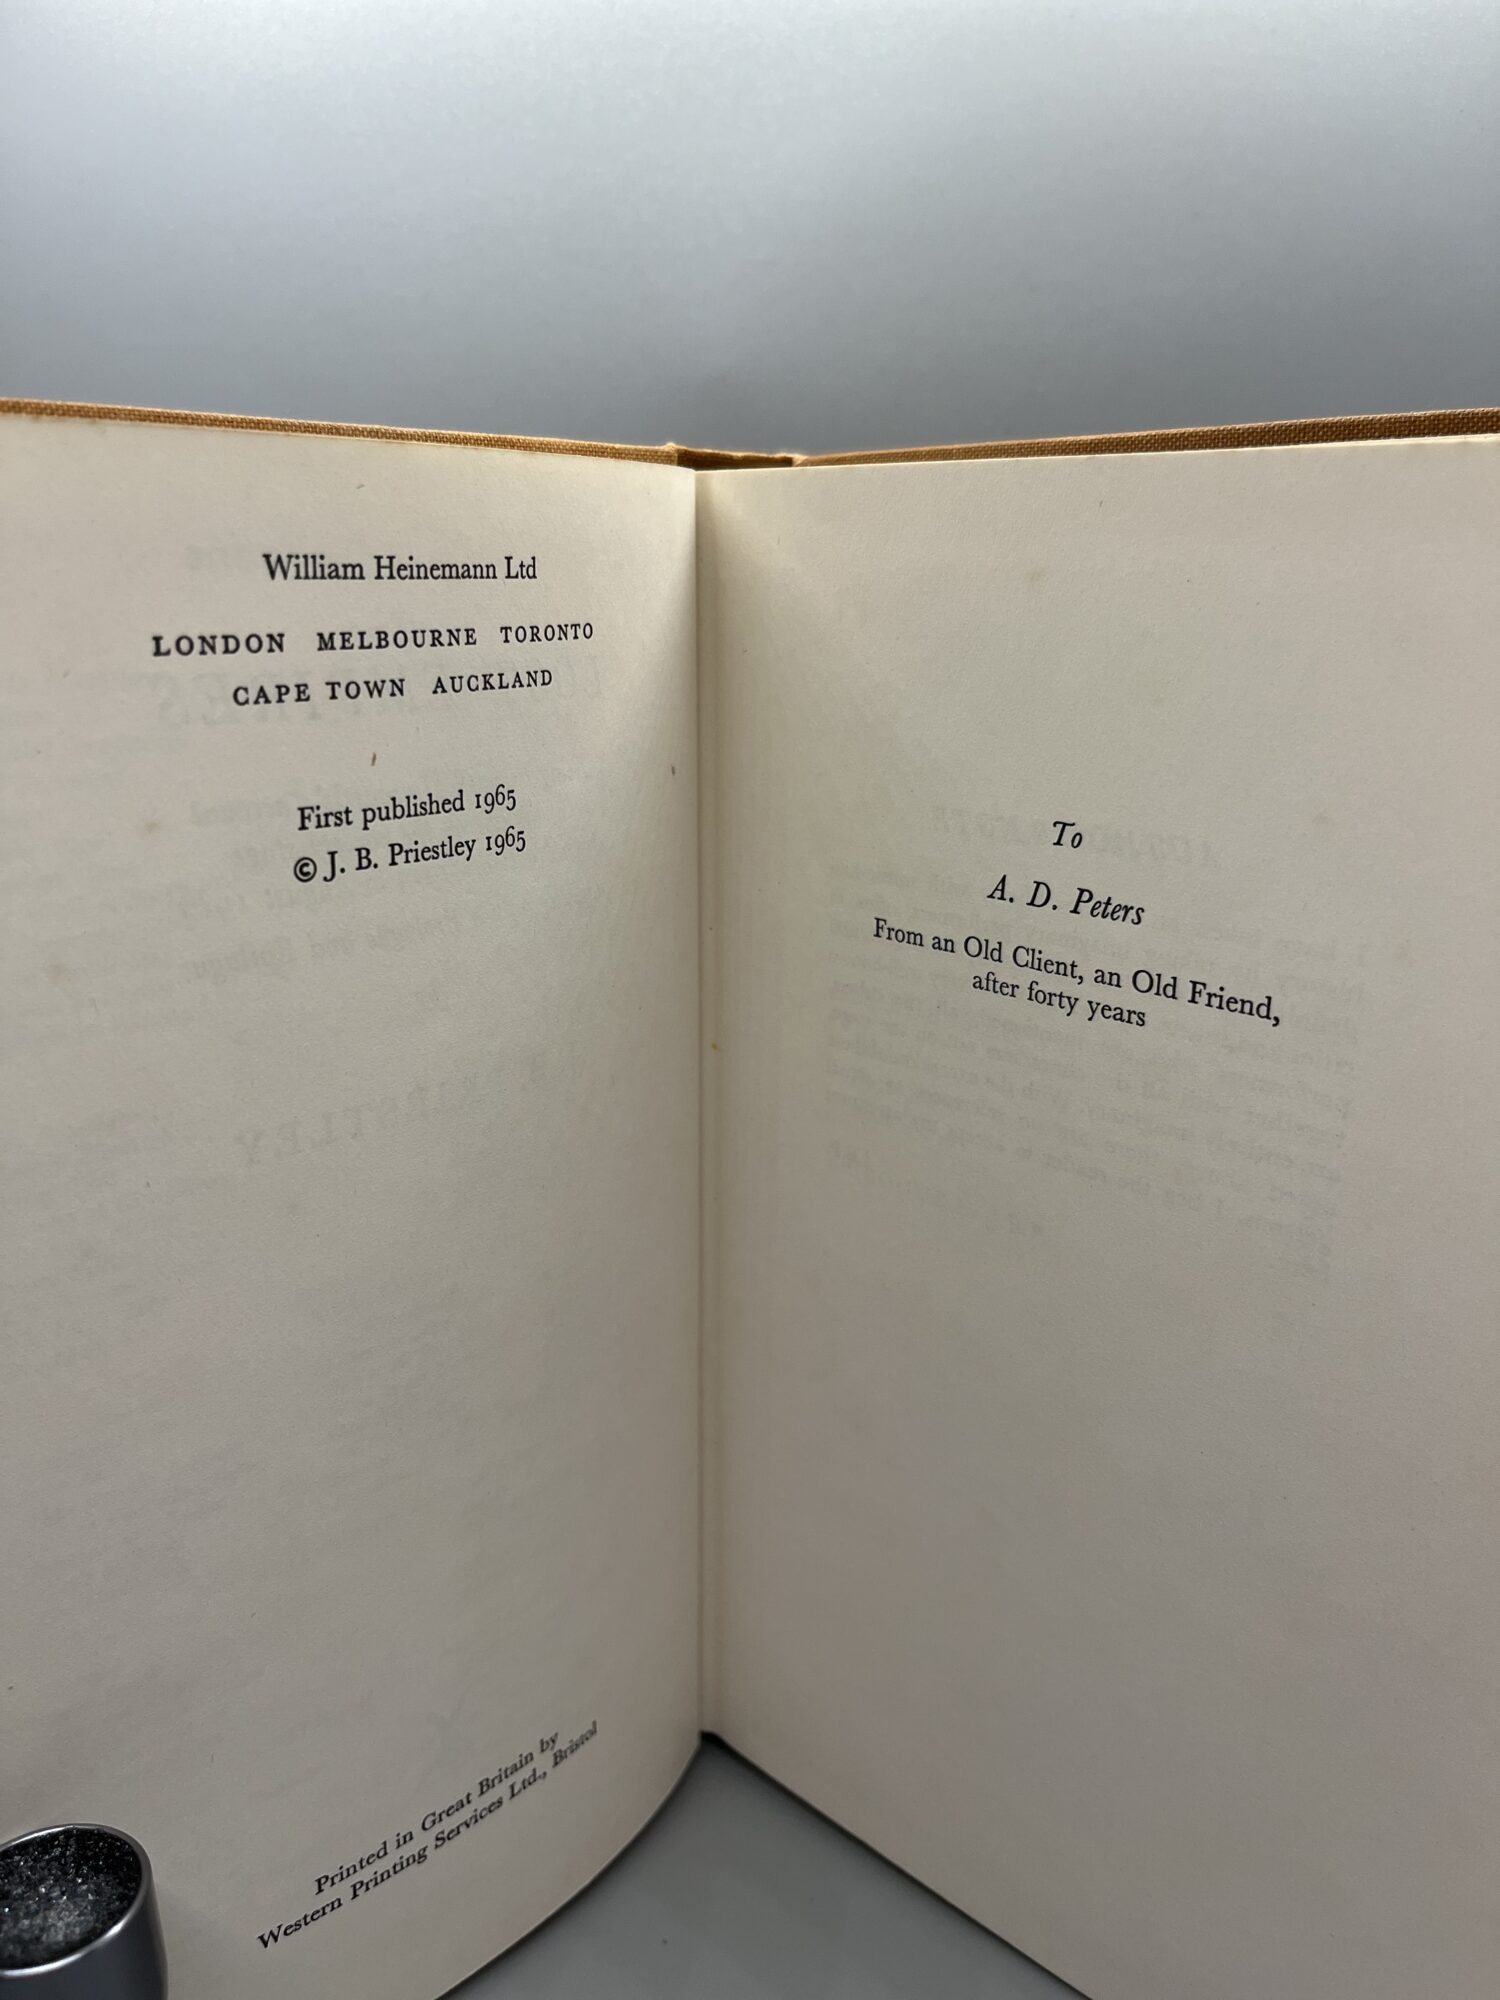 William Heinemann Ltd
LONDON MELBOURNE TORONTO
CAPE TOWN AUCKLAND
First published 1965
© J. B. Priestley 1965
Printed in Great Britain by
Western Printing Services Ltd., Bristol
To
A. D. Peters
From an Old Client, an Old Friend,
after forty years